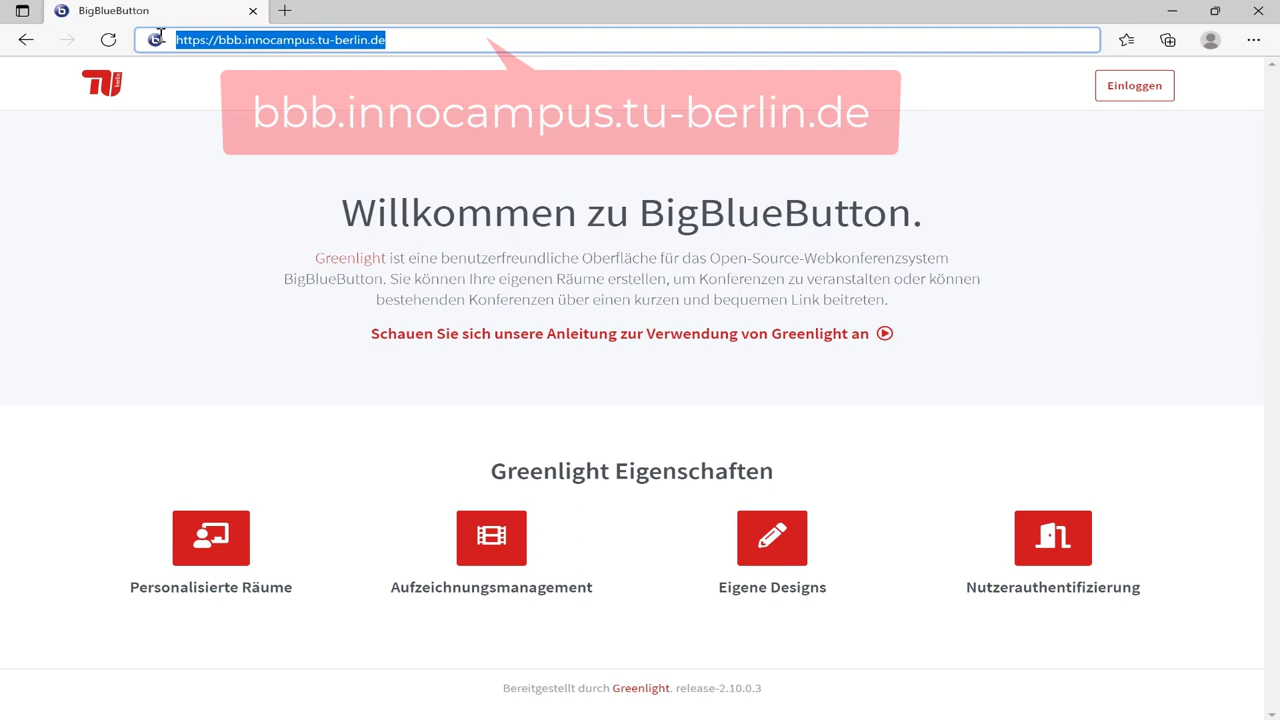 BigBlueButton
https://bbb.innocampus.tu-berlin.de
TU berlin
Einloggen
bbb.innocampus.tu-berlin.de
Willkommen zu BigBlueButton.
Greenlight ist eine benutzerfreundliche Oberfläche für das Open-Source-Webkonferenzsystem
BigBlueButton. Sie können Ihre eigenen Räume erstellen, um Konferenzen zu veranstalten oder können
bestehenden Konferenzen über einen kurzen und bequemen Link beitreten.
Schauen Sie sich unsere Anleitung zur Verwendung von Greenlight an
Greenlight Eigenschaften
Personalisierte Räume
Aufzeichnungsmanagement
Eigene Designs
Nutzerauthentifizierung
Bereitgestellt durch Greenlight. release-2.10.0.3